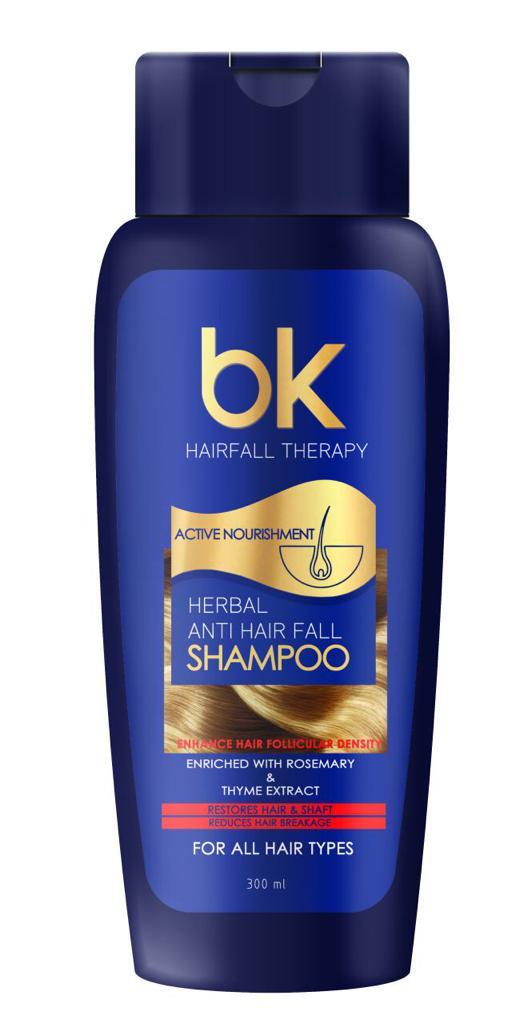 bk
HAIRFALL THERAPY
ACTIVE NOURISHMENT
HERBAL
ANTI HAIR FALL
SHAMPOO
ENHANCE HAIR FOLLICULAR DENSITY
ENRICHED WITH ROSEMARY
&
THYME EXTRACT
RESTORES HAIR & SHAFT
REDUCES HAIR BREAKAGE
FOR ALL HAIR TYPES
300 ml